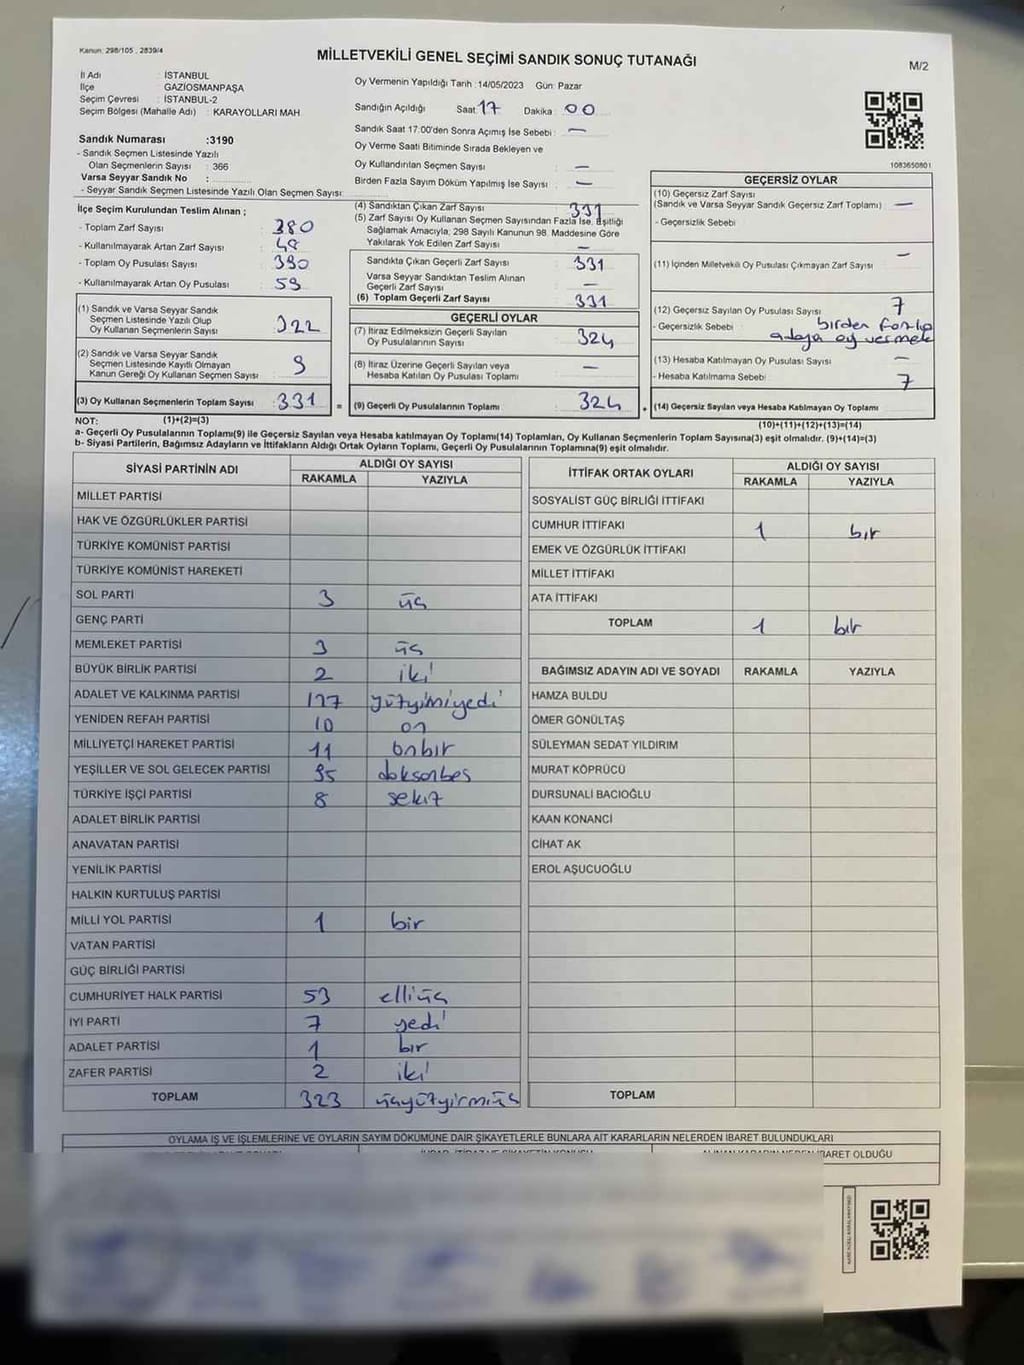 Kanun: 298/105 , 2839/4
MİLLETVEKİLİ GENEL SEÇİMİ SANDIK SONUÇ TUTANAĞI
M/2
İl Adı : İSTANBUL
İlçe : GAZİOSMANPAŞA
Seçim Çevresi : İSTANBUL-2
Seçim Bölgesi (Mahalle Adı) : KARAYOLLARI MAH
Sandık Numarası :3190
- Sandık Seçmen Listesinde Yazılı
Olan Seçmenlerin Sayısı : 366
Varsa Seyyar Sandık No :
- Seyyar Sandık Seçmen Listesinde Yazılı Olan Seçmen Sayısı:
Oy Vermenin Yapıldığı Tarih :14/05/2023 Gün: Pazar
Sandığın Açıldığı Saat: 17 Dakika : 00
Sandık Saat 17:00'den Sonra Açımış İse Sebebi : —
Oy Verme Saati Bitiminde Sırada Bekleyen ve
Oy Kullandırılan Seçmen Sayısı : —
Birden Fazla Sayım Döküm Yapılmış İse Sayısı : —
1083650801
İlçe Seçim Kurulundan Teslim Alınan ;
- Toplam Zarf Sayısı : 380
- Kullanılmayarak Artan Zarf Sayısı : 49
- Toplam Oy Pusulası Sayısı : 390
- Kullanılmayarak Artan Oy Pusulası : 59
(1) Sandık ve Varsa Seyyar Sandık
Seçmen Listesinde Yazılı Olup
Oy Kullanan Seçmenlerin Sayısı : 322
(2) Sandık ve Varsa Seyyar Sandık
Seçmen Listesinde Kayıtlı Olmayan
Kanun Gereği Oy Kullanan Seçmen Sayısı : 9
(3) Oy Kullanan Seçmenlerin Toplam Sayısı : 331
(1)+(2)=(3)
(4) Sandıktan Çıkan Zarf Sayısı : 331
(5) Zarf Sayısı Oy Kullanan Seçmen Sayısından Fazla İse, Eşitliği
Sağlamak Amacıyla; 298 Sayılı Kanunun 98. Maddesine Göre
Yakılarak Yok Edilen Zarf Sayısı : —
Sandıkta Çıkan Geçerli Zarf Sayısı : 331
Varsa Seyyar Sandıktan Teslim Alınan
Geçerli Zarf Sayısı : —
(6) Toplam Geçerli Zarf Sayısı : 331
GEÇERLİ OYLAR
(7) İtiraz Edilmeksizin Geçerli Sayılan
Oy Pusulalarının Sayısı : 324
(8) İtiraz Üzerine Geçerli Sayılan veya
Hesaba Katılan Oy Pusulası Toplamı : —
(9) Geçerli Oy Pusulalarının Toplamı : 324
GEÇERSİZ OYLAR
(10) Geçersiz Zarf Sayısı
(Sandık ve Varsa Seyyar Sandık Geçersiz Zarf Toplamı) : —
- Geçersizlik Sebebi :
(11) İçinden Milletvekili Oy Pusulası Çıkmayan Zarf Sayısı : —
(12) Geçersiz Sayılan Oy Pusulası Sayısı : 7
- Geçersizlik Sebebi : birden fazla
adaya oy vermek
(13) Hesaba Katılmayan Oy Pusulası Sayısı : —
- Hesaba Katılmama Sebebi :
(14) Geçersiz Sayılan veya Hesaba Katılmayan Oy Toplamı : 7
(10)+(11)+(12)+(13)=(14)
NOT:
a- Geçerli Oy Pusulalarının Toplamı(9) ile Geçersiz Sayılan veya Hesaba katılmayan Oy Toplamı(14) Toplamları, Oy Kullanan Seçmenlerin Toplam Sayısına(3) eşit olmalıdır. (9)+(14)=(3)
b- Siyasi Partilerin, Bağımsız Adayların ve İttifakların Aldığı Ortak Oyların Toplamı, Geçerli Oy Pusulalarının Toplamına(9) eşit olmalıdır.
SİYASİ PARTİNİN ADI ALDIĞI OY SAYISI
RAKAMLA YAZIYLA
MİLLET PARTİSİ
HAK VE ÖZGÜRLÜKLER PARTİSİ
TÜRKİYE KOMÜNİST PARTİSİ
TÜRKİYE KOMÜNİST HAREKETİ
SOL PARTİ 3 üç
GENÇ PARTİ
MEMLEKET PARTİSİ 3 üç
BÜYÜK BİRLİK PARTİSİ 2 iki
ADALET VE KALKINMA PARTİSİ 127 yüzyimiyedi
YENİDEN REFAH PARTİSİ 10 on
MİLLİYETÇİ HAREKET PARTİSİ 11 onbir
YEŞİLLER VE SOL GELECEK PARTİSİ 95 doksanbeş
TÜRKİYE İŞÇİ PARTİSİ 8 sekiz
ADALET BİRLİK PARTİSİ
ANAVATAN PARTİSİ
YENİLİK PARTİSİ
HALKIN KURTULUŞ PARTİSİ
MİLLİ YOL PARTİSİ 1 bir
VATAN PARTİSİ
GÜÇ BİRLİĞİ PARTİSİ
CUMHURİYET HALK PARTİSİ 53 elliüç
İYİ PARTİ 7 yedi
ADALET PARTİSİ 1 bir
ZAFER PARTİSİ 2 iki
TOPLAM 323 üçyüzyirmiüç
İTTİFAK ORTAK OYLARI ALDIĞI OY SAYISI
RAKAMLA YAZIYLA
SOSYALİST GÜÇ BİRLİĞİ İTTİFAKI
CUMHUR İTTİFAKI 1 bir
EMEK VE ÖZGÜRLÜK İTTİFAKI
MİLLET İTTİFAKI
ATA İTTİFAKI
TOPLAM 1 bir
BAĞIMSIZ ADAYIN ADI VE SOYADI RAKAMLA YAZIYLA
HAMZA BULDU
ÖMER GÖNÜLTAŞ
SÜLEYMAN SEDAT YILDIRIM
MURAT KÖPRÜCÜ
DURSUNALİ BACIOĞLU
KAAN KONANCİ
CİHAT AK
EROL AŞUCUOĞLU
TOPLAM
OYLAMA İŞ VE İŞLEMLERİNE VE OYLARIN SAYIM DÖKÜMÜNE DAİR ŞİKAYETLERLE BUNLARA AİT KARARLARIN NELERDEN İBARET BULUNDUKLARI
İBARET OLDUĞU